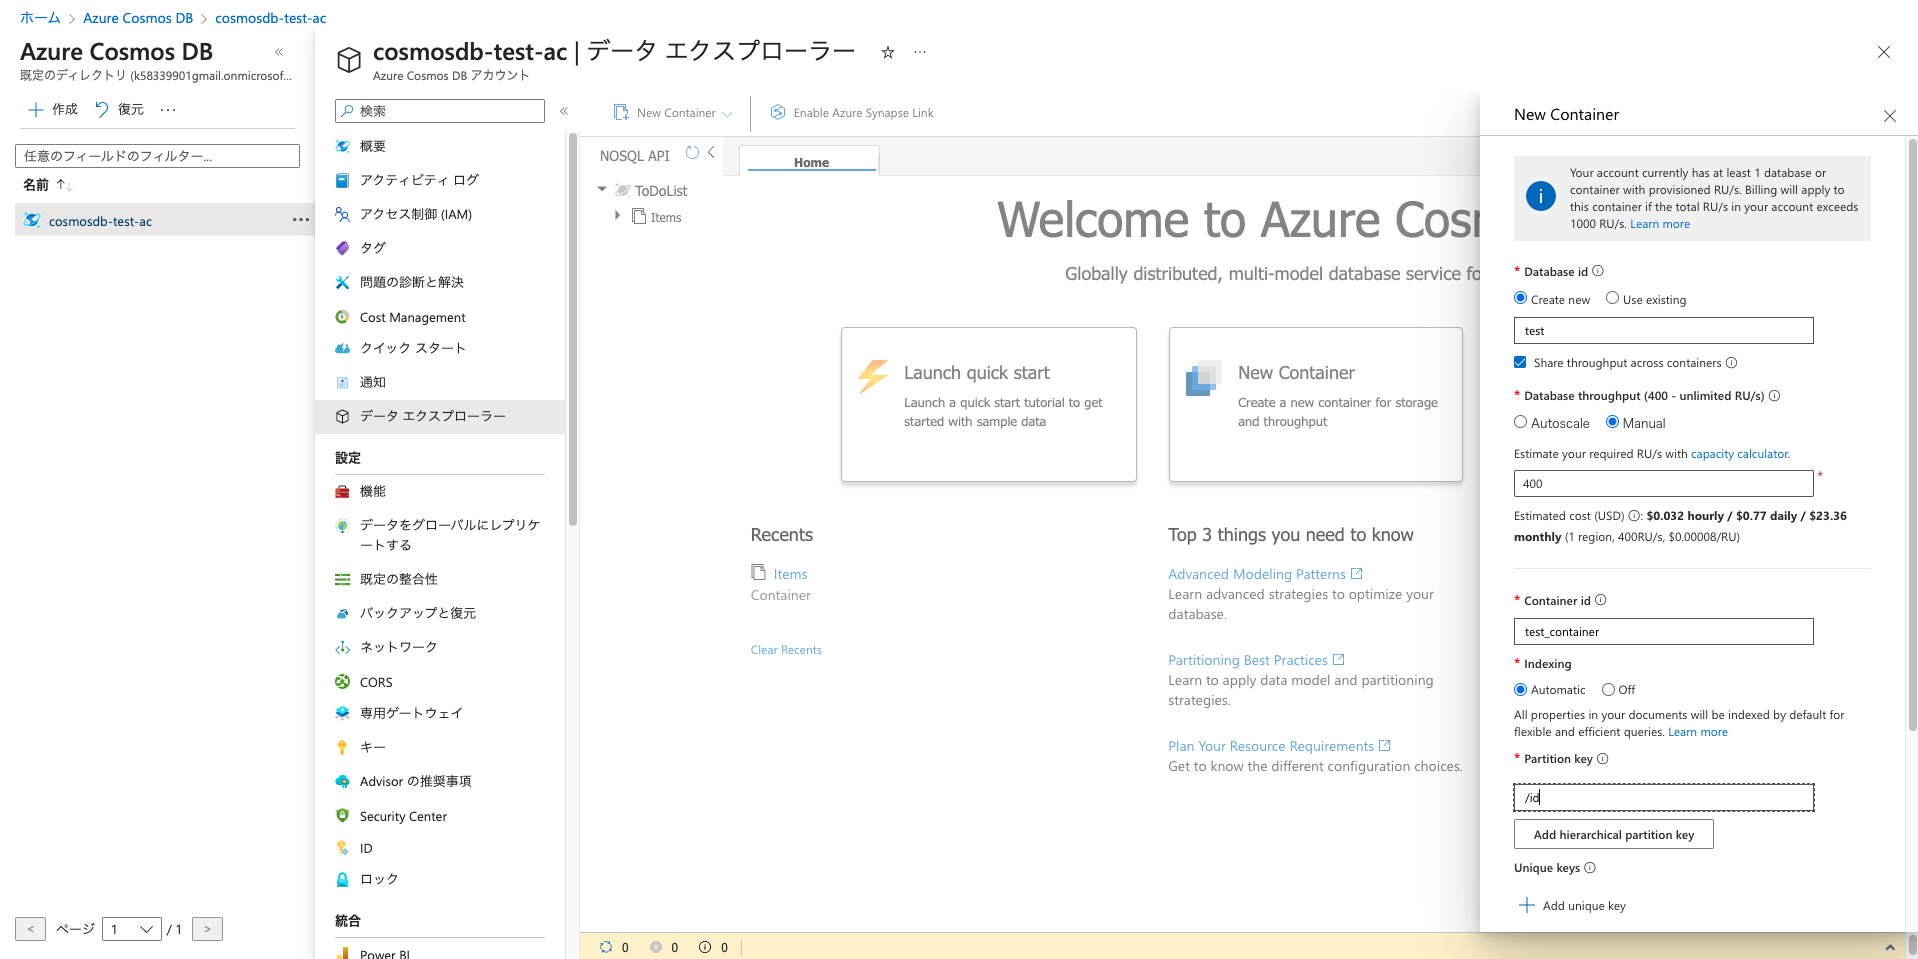 ホーム > Azure Cosmos DB > cosmosdb-test-ac
Azure Cosmos DB
既定のディレクトリ (k58339901gmail.onmicrosof...
作成 復元 ...
任意のフィールドのフィルター...
名前 ↑↓
cosmosdb-test-ac ...
< ページ 1 / 1 >
cosmosdb-test-ac | データ エクスプローラー ☆ ...
Azure Cosmos DB アカウント
検索
概要
アクティビティ ログ
アクセス制御 (IAM)
タグ
問題の診断と解決
Cost Management
クイック スタート
通知
データ エクスプローラー
設定
機能
データをグローバルにレプリケ
ートする
既定の整合性
バックアップと復元
ネットワーク
CORS
専用ゲートウェイ
キー
Advisor の推奨事項
Security Center
ID
ロック
統合
Power BI
New Container
Enable Azure Synapse Link
NOSQL API
Home
ToDoList
Items
Welcome to Azure Cos
Globally distributed, multi-model database service fo
Launch quick start
Launch a quick start tutorial to get
started with sample data
New Container
Create a new container for storage
and throughput
Recents
Items
Container
Clear Recents
Top 3 things you need to know
Advanced Modeling Patterns
Learn advanced strategies to optimize your
database.
Partitioning Best Practices
Learn to apply data model and partitioning
strategies.
Plan Your Resource Requirements
Get to know the different configuration choices.
0 0 0
New Container
Your account currently has at least 1 database or
container with provisioned RU/s. Billing will apply to
this container if the total RU/s in your account exceeds
1000 RU/s. Learn more
* Database id
Create new Use existing
test
Share throughput across containers
* Database throughput (400 - unlimited RU/s)
Autoscale Manual
Estimate your required RU/s with capacity calculator.
400 *
Estimated cost (USD) : $0.032 hourly / $0.77 daily / $23.36
monthly (1 region, 400RU/s, $0.00008/RU)
* Container id
test_container
* Indexing
Automatic Off
All properties in your documents will be indexed by default for
flexible and efficient queries. Learn more
* Partition key
/id
Add hierarchical partition key
Unique keys
Add unique key